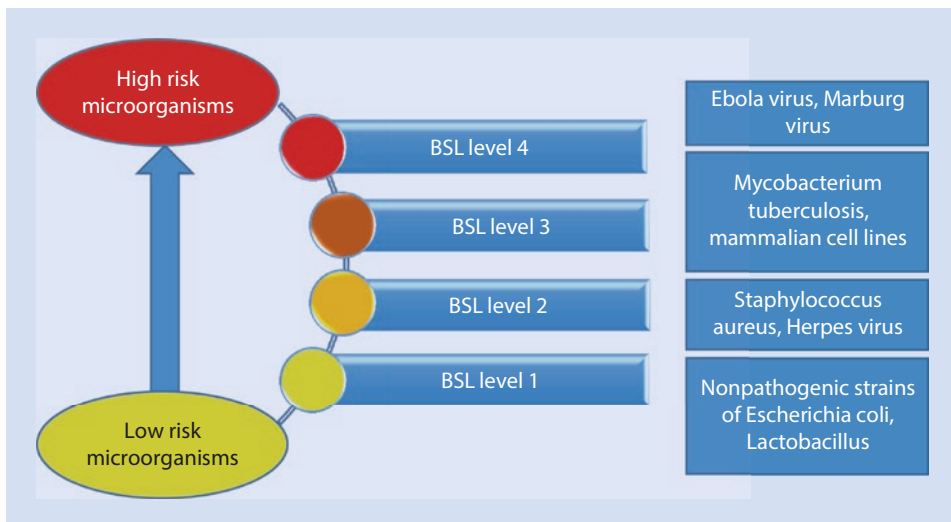 High risk
microorganisms
BSL level 4
Ebola virus, Marburg
virus
BSL level 3
Mycobacterium
tuberculosis,
mammalian cell lines
BSL level 2
Staphylococcus
aureus, Herpes virus
BSL level 1
Nonpathogenic strains
of Escherichia coli,
Lactobacillus
Low risk
microorganisms